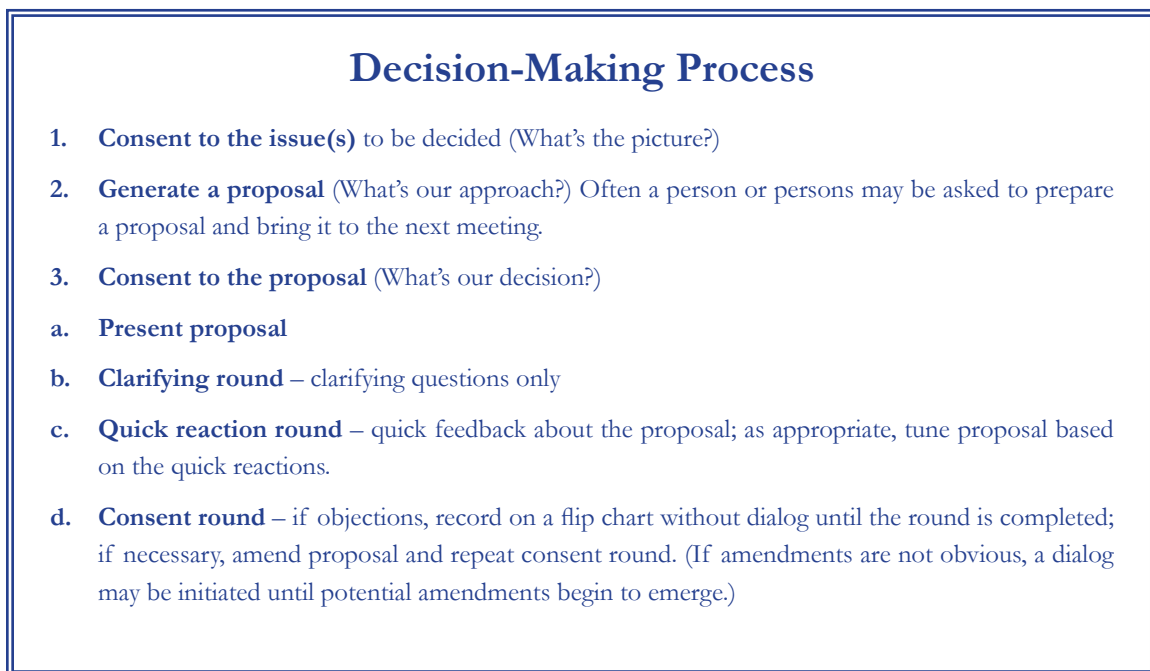 Decision-Making Process
1. Consent to the issue(s) to be decided (What’s the picture?)
2. Generate a proposal (What’s our approach?) Often a person or persons may be asked to prepare
a proposal and bring it to the next meeting.
3. Consent to the proposal (What’s our decision?)
a. Present proposal
b. Clarifying round – clarifying questions only
c. Quick reaction round – quick feedback about the proposal; as appropriate, tune proposal based
on the quick reactions.
d. Consent round – if objections, record on a flip chart without dialog until the round is completed;
if necessary, amend proposal and repeat consent round. (If amendments are not obvious, a dialog
may be initiated until potential amendments begin to emerge.)